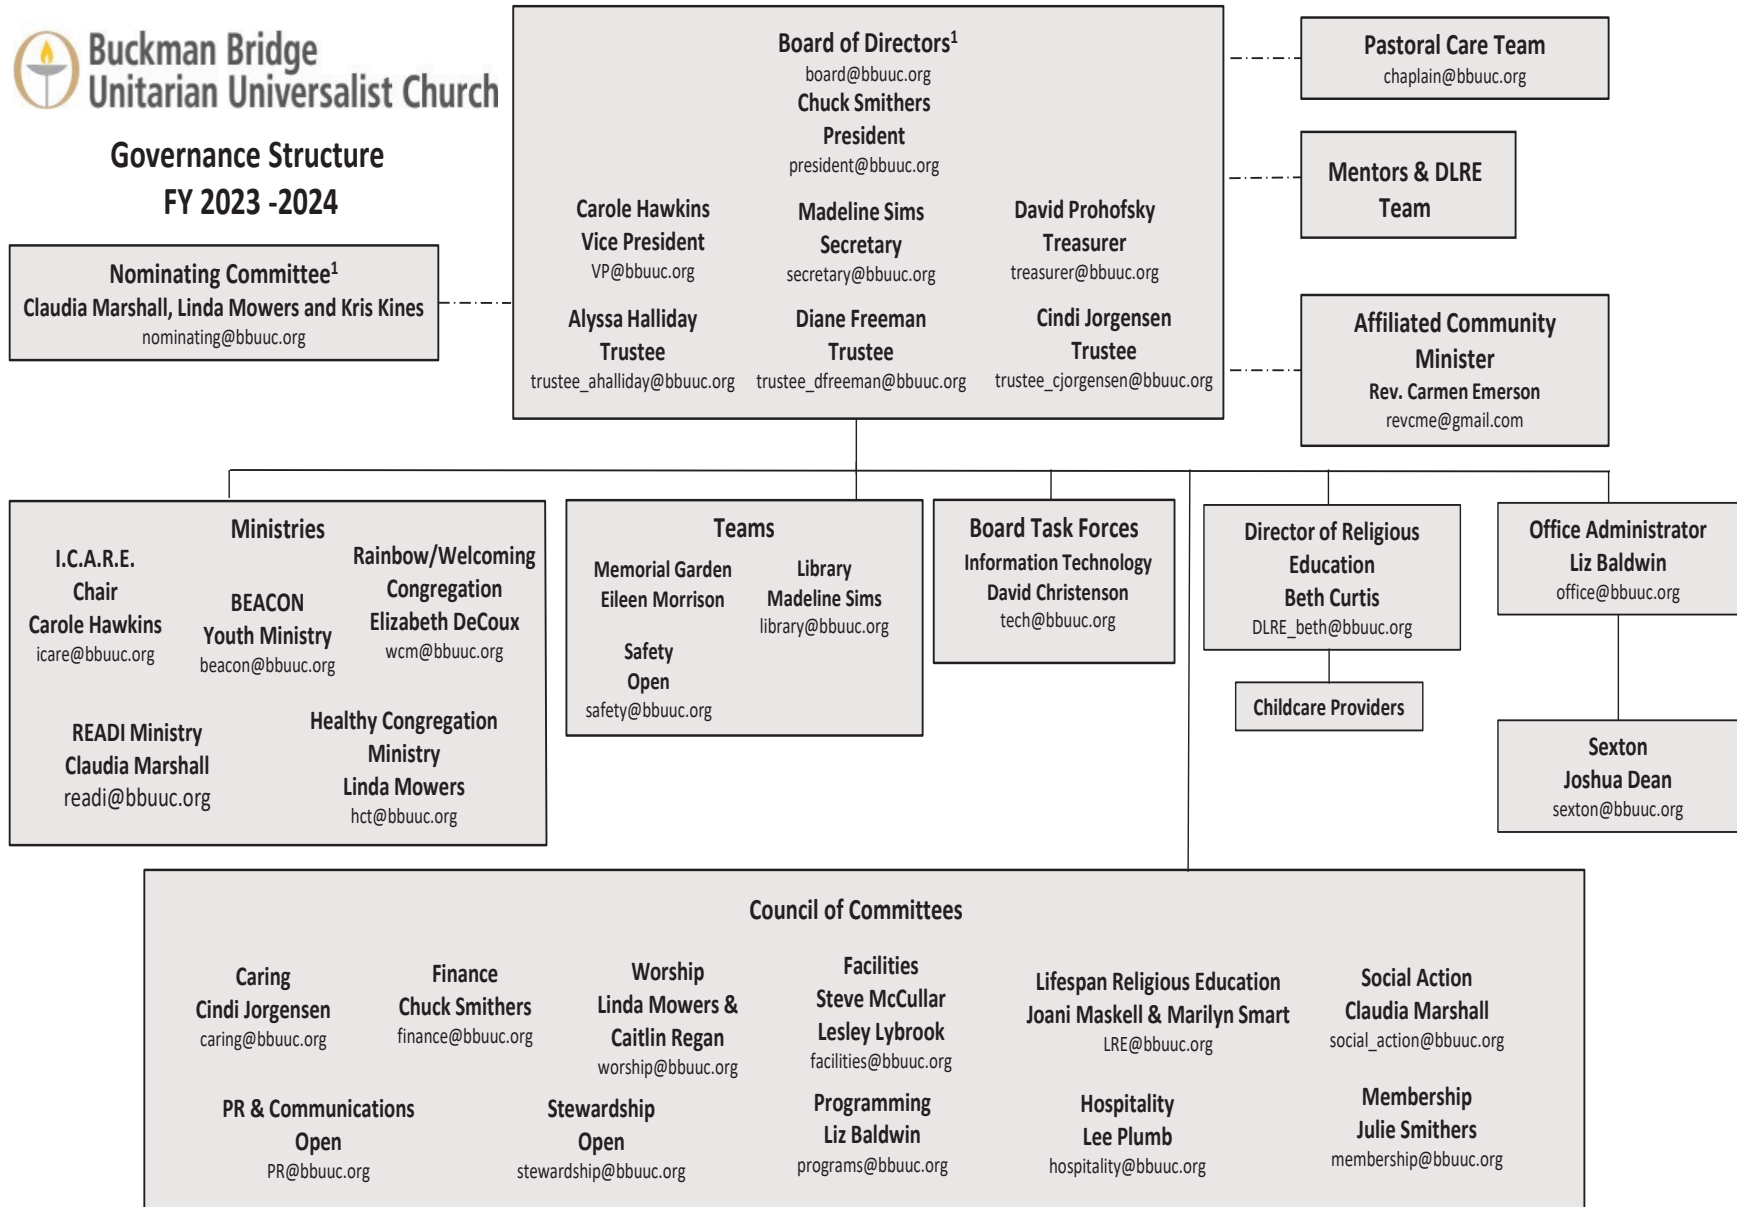 Buckman Bridge
Unitarian Universalist Church
Governance Structure
FY 2023 -2024
Nominating Committee¹
Claudia Marshall, Linda Mowers and Kris Kines
nominating@bbuuc.org
Board of Directors¹
board@bbuuc.org
Chuck Smithers
President
president@bbuuc.org
Carole Hawkins
Vice President
VP@bbuuc.org
Madeline Sims
Secretary
secretary@bbuuc.org
David Prohofsky
Treasurer
treasurer@bbuuc.org
Alyssa Halliday
Trustee
trustee_ahalliday@bbuuc.org
Diane Freeman
Trustee
trustee_dfreeman@bbuuc.org
Cindi Jorgensen
Trustee
trustee_cjorgensen@bbuuc.org
Pastoral Care Team
chaplain@bbuuc.org
Mentors & DLRE
Team
Affiliated Community
Minister
Rev. Carmen Emerson
revcme@gmail.com
Ministries
I.C.A.R.E.
Chair
Carole Hawkins
icare@bbuuc.org
BEACON
Youth Ministry
beacon@bbuuc.org
Rainbow/Welcoming
Congregation
Elizabeth DeCoux
wcm@bbuuc.org
READI Ministry
Claudia Marshall
readi@bbuuc.org
Healthy Congregation
Ministry
Linda Mowers
hct@bbuuc.org
Teams
Memorial Garden
Eileen Morrison
Library
Madeline Sims
library@bbuuc.org
Safety
Open
safety@bbuuc.org
Board Task Forces
Information Technology
David Christenson
tech@bbuuc.org
Director of Religious
Education
Beth Curtis
DLRE_beth@bbuuc.org
Childcare Providers
Office Administrator
Liz Baldwin
office@bbuuc.org
Sexton
Joshua Dean
sexton@bbuuc.org
Council of Committees
Caring
Cindi Jorgensen
caring@bbuuc.org
Finance
Chuck Smithers
finance@bbuuc.org
Worship
Linda Mowers &
Caitlin Regan
worship@bbuuc.org
Facilities
Steve McCullar
Lesley Lybrook
facilities@bbuuc.org
Lifespan Religious Education
Joani Maskell & Marilyn Smart
LRE@bbuuc.org
Social Action
Claudia Marshall
social_action@bbuuc.org
PR & Communications
Open
PR@bbuuc.org
Stewardship
Open
stewardship@bbuuc.org
Programming
Liz Baldwin
programs@bbuuc.org
Hospitality
Lee Plumb
hospitality@bbuuc.org
Membership
Julie Smithers
membership@bbuuc.org